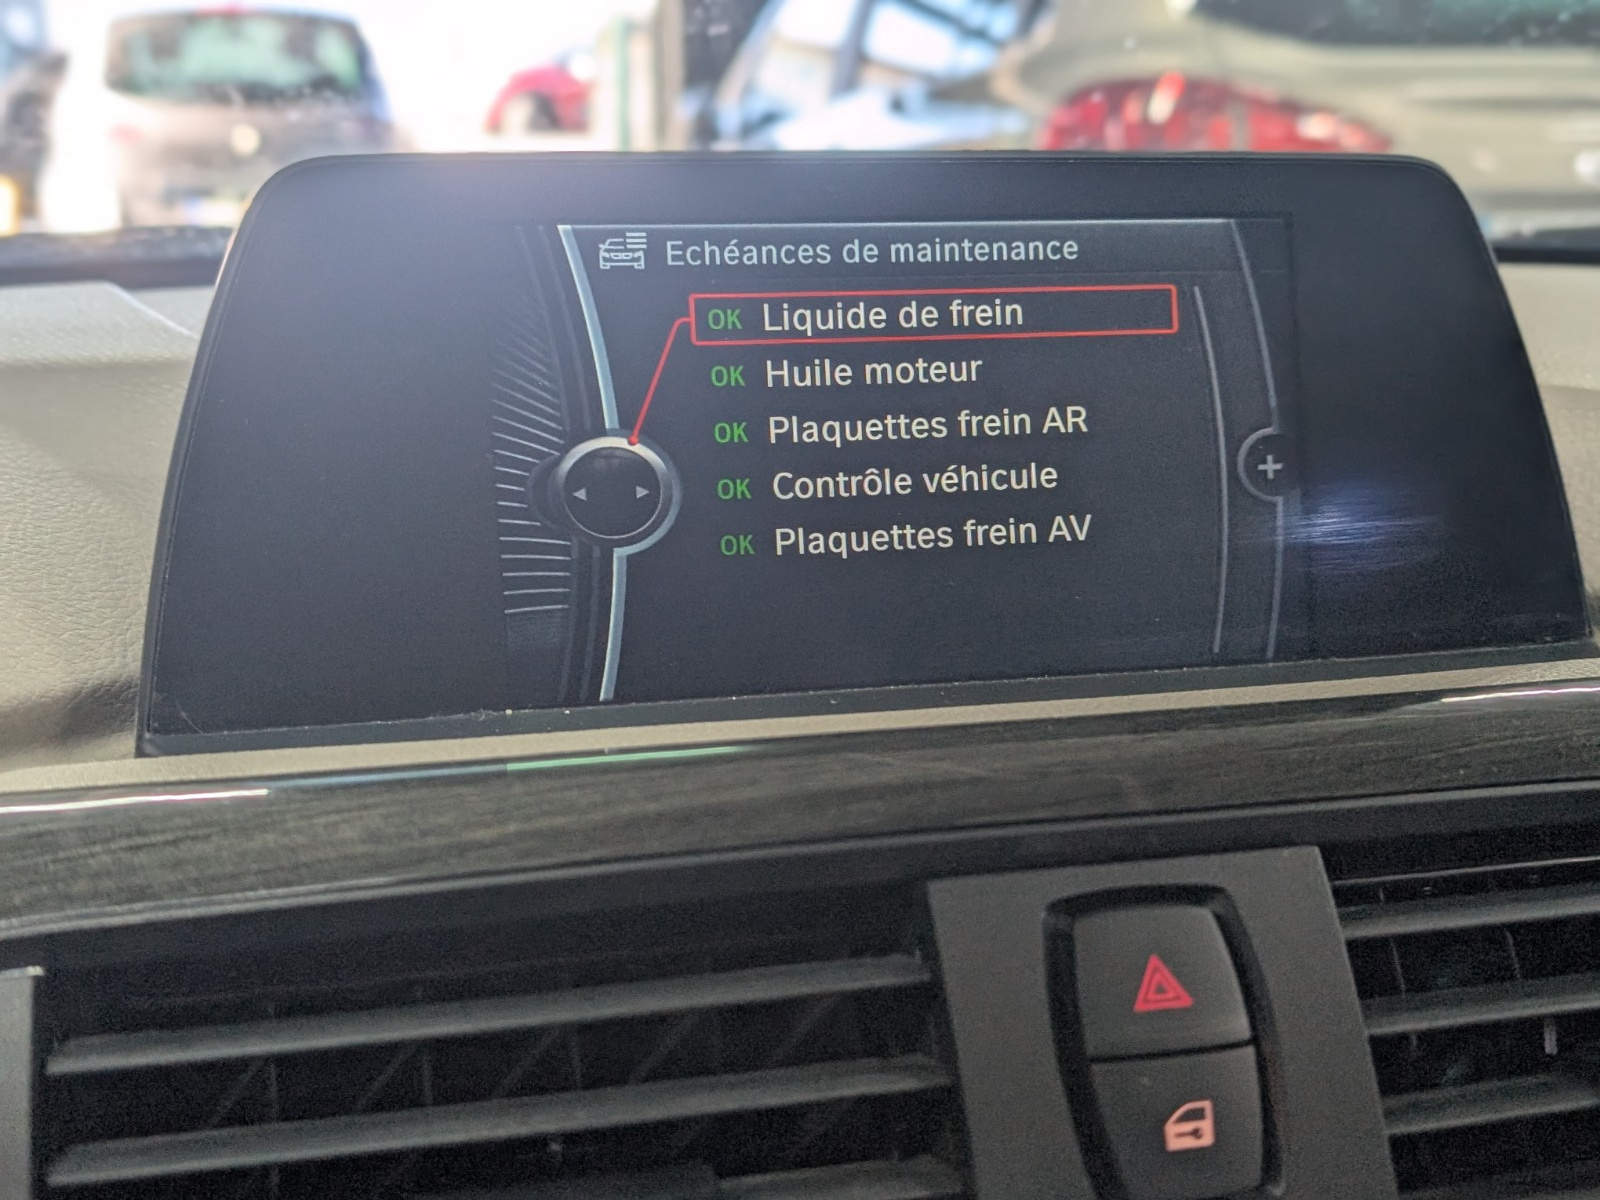 Echéances de maintenance
OK Liquide de frein
OK Huile moteur
OK Plaquettes frein AR
OK Contrôle véhicule
OK Plaquettes frein AV